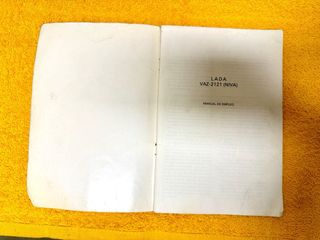 LADA
VAZ-2121 (NIVA)
MANUAL DE EMPLEO